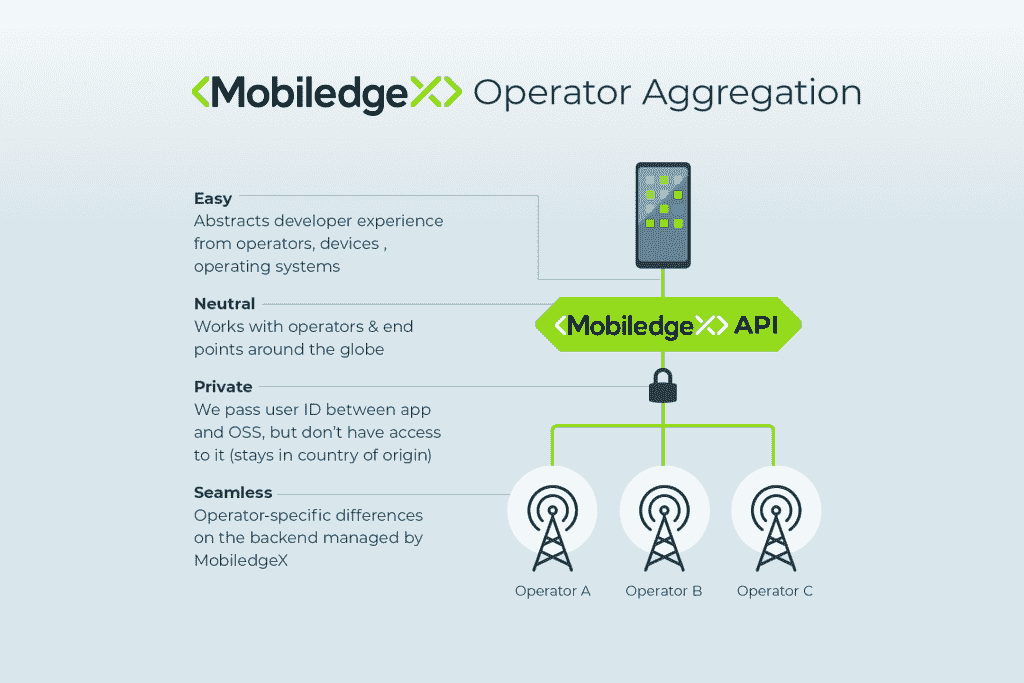 <MobiledgeX> Operator Aggregation
Easy
Abstracts developer experience
from operators, devices ,
operating systems
Neutral
Works with operators & end
points around the globe
Private
We pass user ID between app
and OSS, but don't have access
to it (stays in country of origin)
Seamless
Operator-specific differences
on the backend managed by
MobiledgeX
<MobiledgeX> API
Operator A
Operator B
Operator C